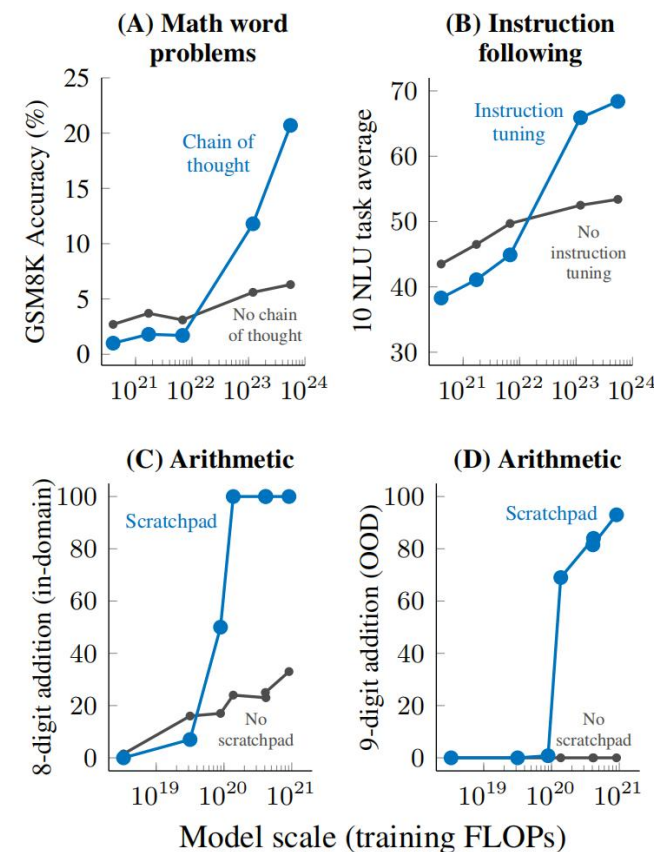 (A) Math word
problems
GSM8K Accuracy (%)
25
20
15
10
5
0
Chain of
thought
No chain
of thought
10^21 10^22 10^23 10^24
(B) Instruction
following
10 NLU task average
70
60
50
40
30
Instruction
tuning
No
instruction
tuning
10^21 10^22 10^23 10^24
(C) Arithmetic
8-digit addition (in-domain)
100
80
60
40
20
0
Scratchpad
No
scratchpad
10^19 10^20 10^21
(D) Arithmetic
9-digit addition (OOD)
100
80
60
40
20
0
Scratchpad
No
scratchpad
10^19 10^20 10^21
Model scale (training FLOPs)